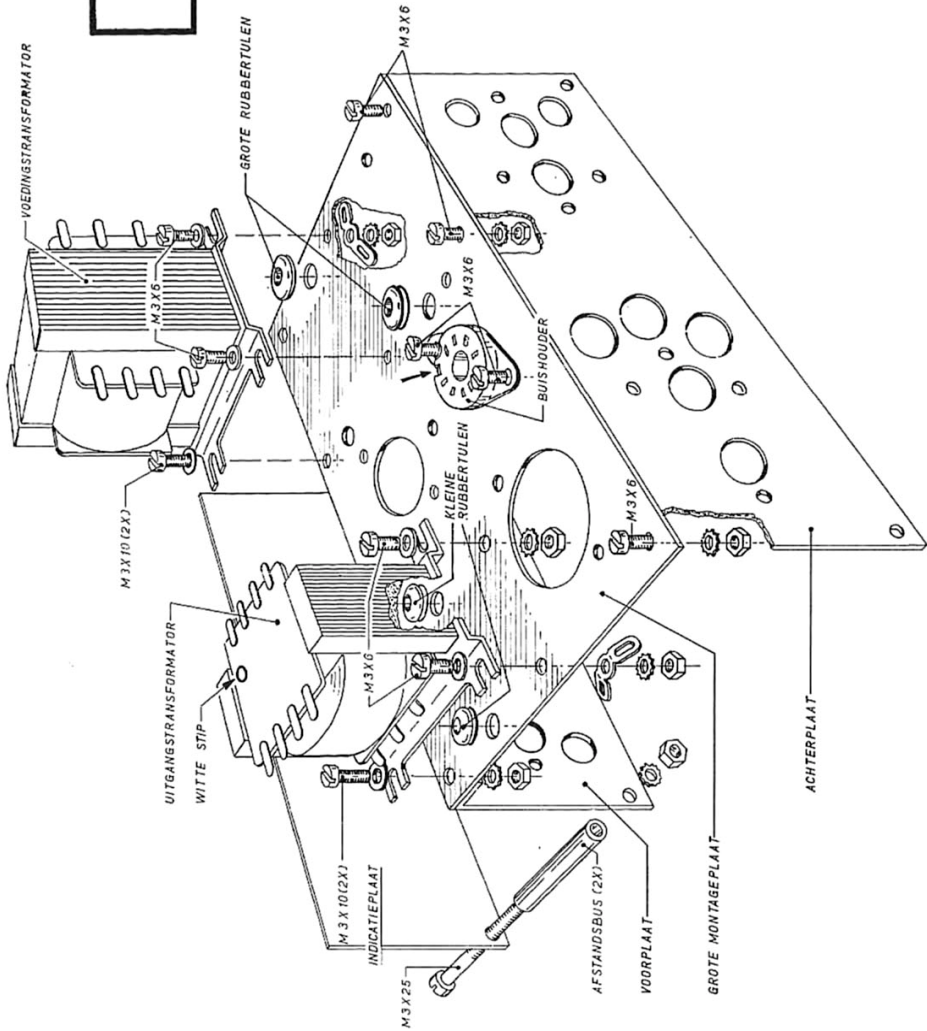 VOEDINGSTRANSFORMATOR
M3X6
GROTE RUBBERTULEN
M3X6
M3X10 (2X)
UITGANGSTRANSFORMATOR
WITTE STIP
M3X6
BUISHOUDER
KLEINE
RUBBERTULEN
M3X6
M3X6
M3X10 (2X)
INDICATIEPLAAT
M3X25
AFSTANDSBUS (2X)
VOORPLAAT
GROTE MONTAGEPLAAT
ACHTERPLAAT